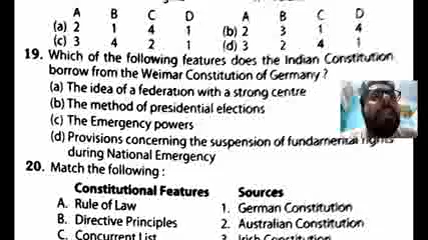 A B C D A B C D
(a) 2 1 4 1 (b) 2 3 1 4
(c) 3 4 2 1 (d) 3 2 4 1
19. Which of the following features does the Indian Constitution
borrow from the Weimar Constitution of Germany?
(a) The idea of a federation with a strong centre
(b) The method of presidential elections
(c) The Emergency powers
(d) Provisions concerning the suspension of fundamental rights
during National Emergency
20. Match the following :
Constitutional Features Sources
A. Rule of Law 1. German Constitution
B. Directive Principles 2. Australian Constitution
C. Concurrent List 3. Irish Constitution